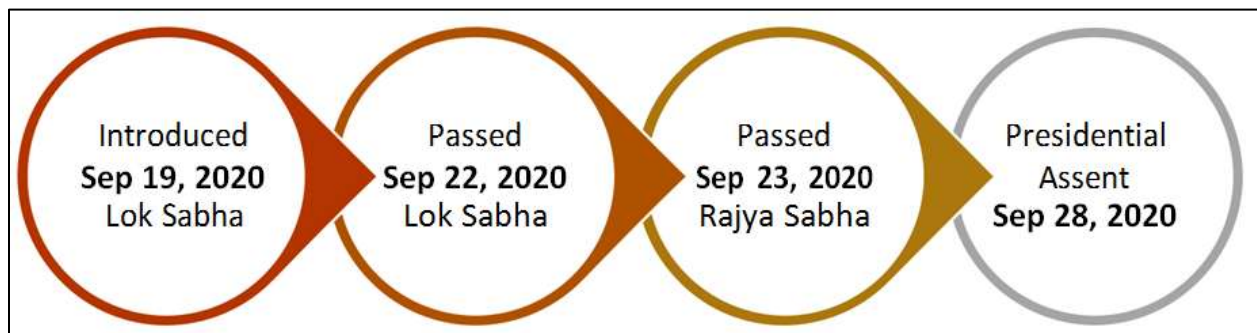 Introduced
Sep 19, 2020
Lok Sabha
Passed
Sep 22, 2020
Lok Sabha
Passed
Sep 23, 2020
Rajya Sabha
Presidential
Assent
Sep 28, 2020